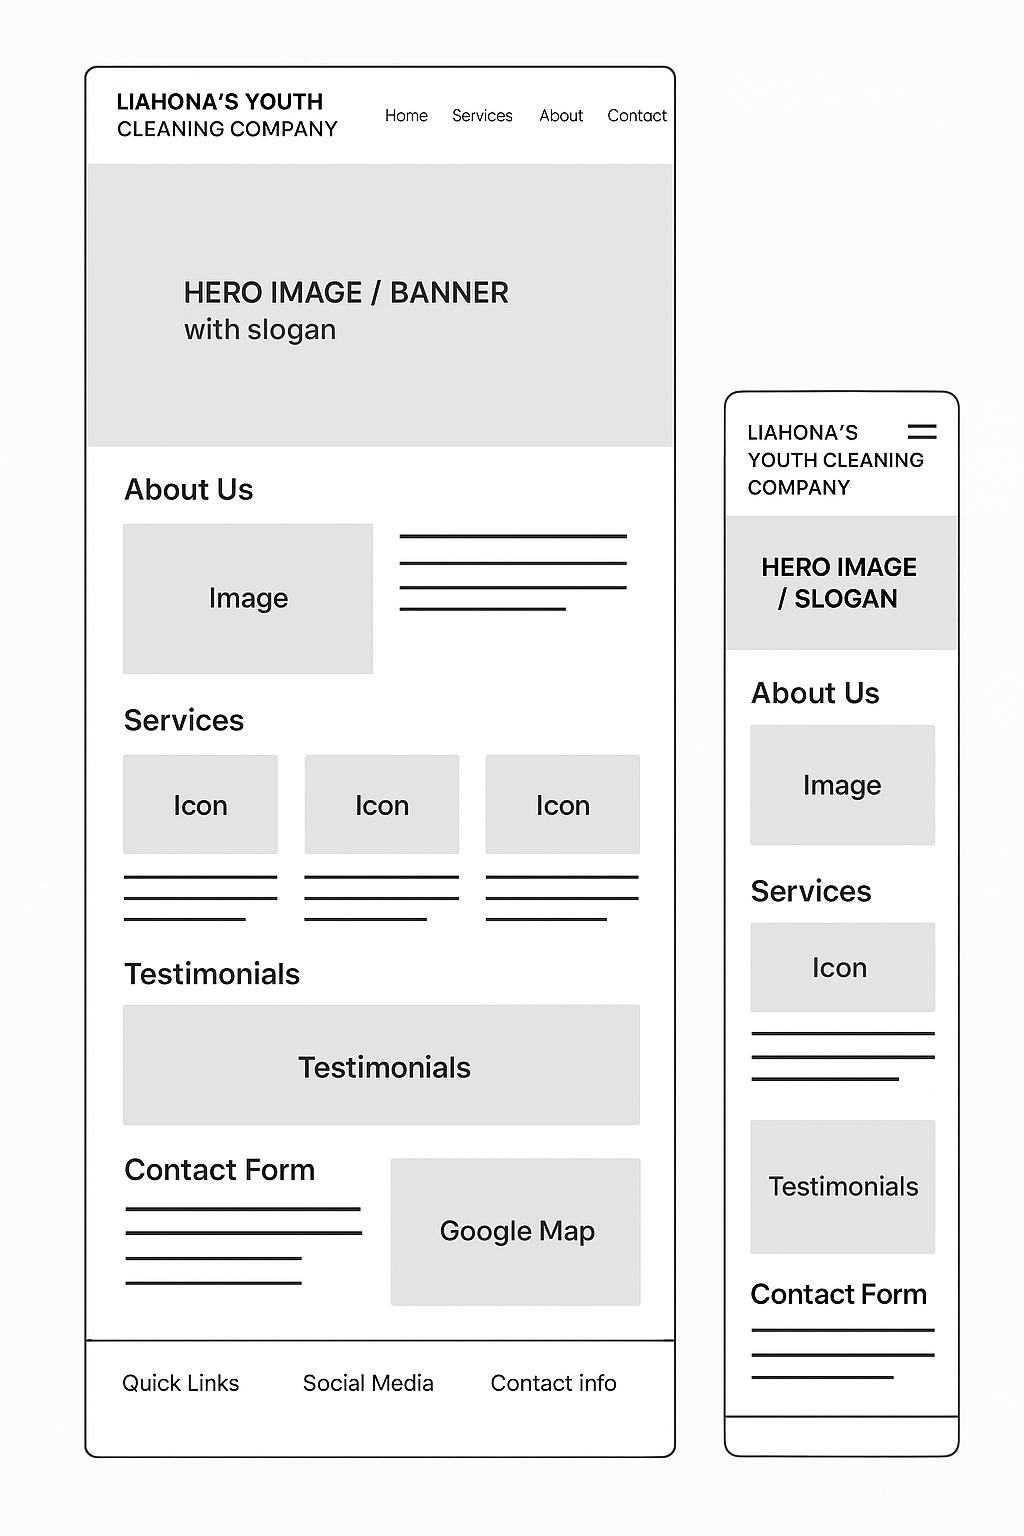 LIAHONA’S YOUTH
CLEANING COMPANY
Home Services About Contact
HERO IMAGE / BANNER
with slogan
About Us
Image
Services
Icon Icon Icon
Testimonials
Testimonials
Contact Form
Google Map
Quick Links Social Media Contact info
LIAHONA’S
YOUTH CLEANING
COMPANY
HERO IMAGE
/ SLOGAN
About Us
Image
Services
Icon
Testimonials
Contact Form